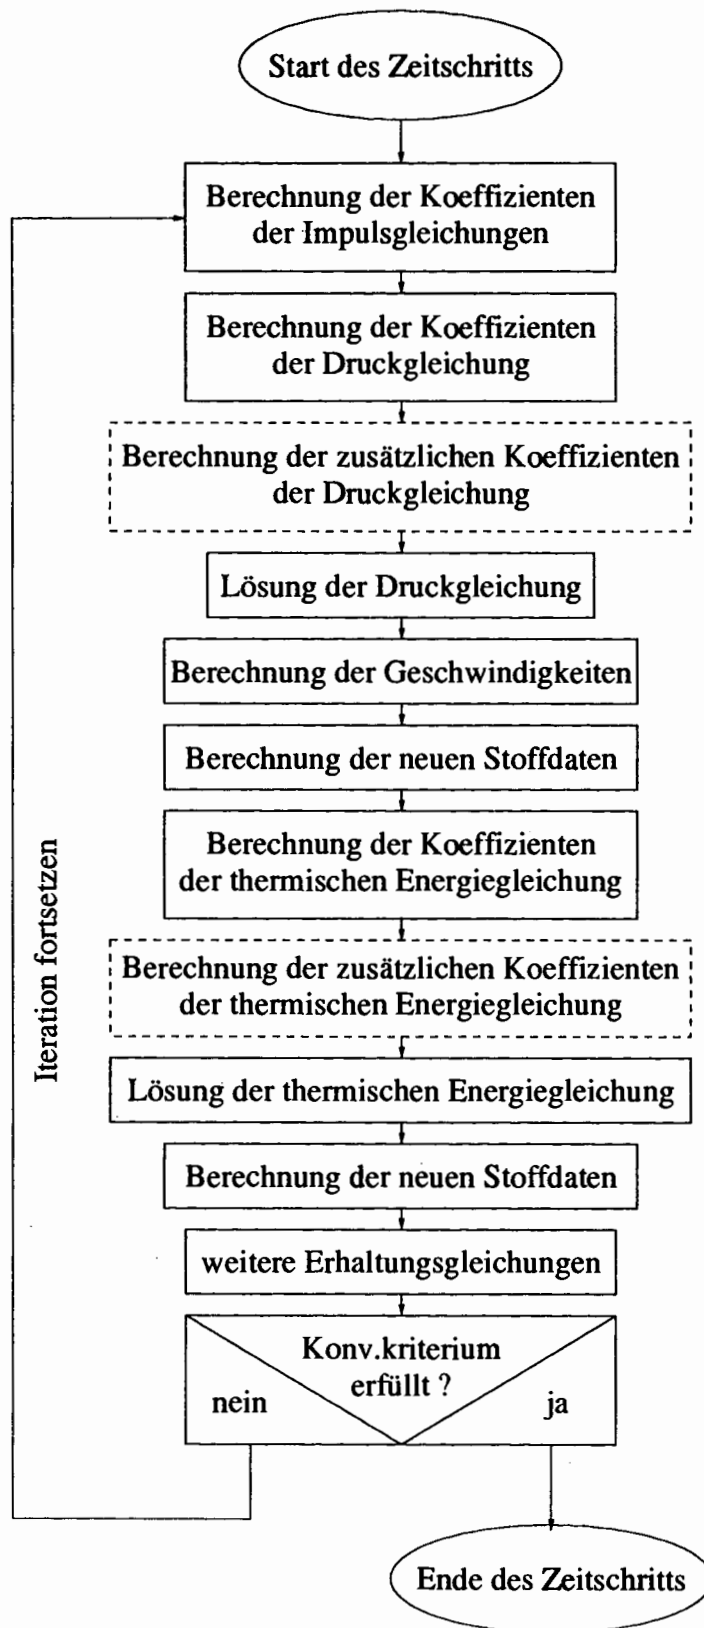 Start des Zeitschritts
Berechnung der Koeffizienten
der Impulsgleichungen
Berechnung der Koeffizienten
der Druckgleichung
Berechnung der zusätzlichen Koeffizienten
der Druckgleichung
Lösung der Druckgleichung
Berechnung der Geschwindigkeiten
Berechnung der neuen Stoffdaten
Berechnung der Koeffizienten
der thermischen Energiegleichung
Iteration fortsetzen
Berechnung der zusätzlichen Koeffizienten
der thermischen Energiegleichung
Lösung der thermischen Energiegleichung
Berechnung der neuen Stoffdaten
weitere Erhaltungsgleichungen
Konv.kriterium
erfüllt ?
nein
ja
Ende des Zeitschritts